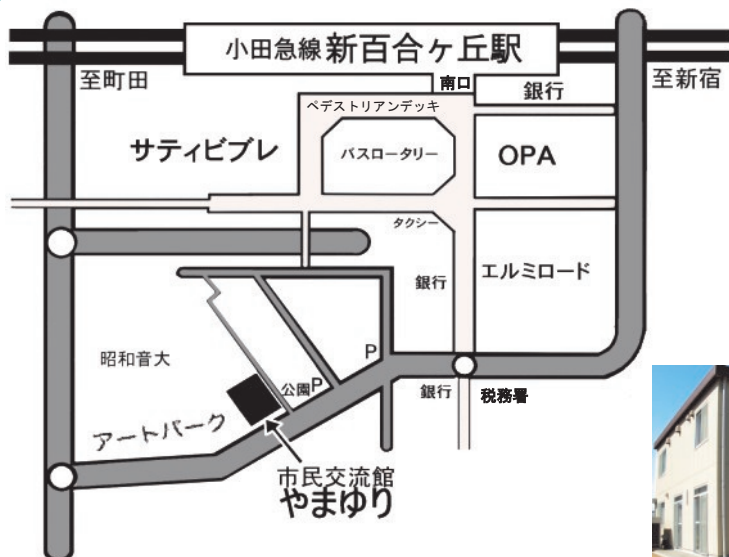 小田急線 新百合ヶ丘駅
至町田
南口
銀行
至新宿
ペデストリアンデッキ
サティビブレ
バスロータリー
OPA
タクシー
銀行
エルミロード
昭和音大
P
公園
P
銀行
税務署
アートパーク
市民交流館
やまゆり